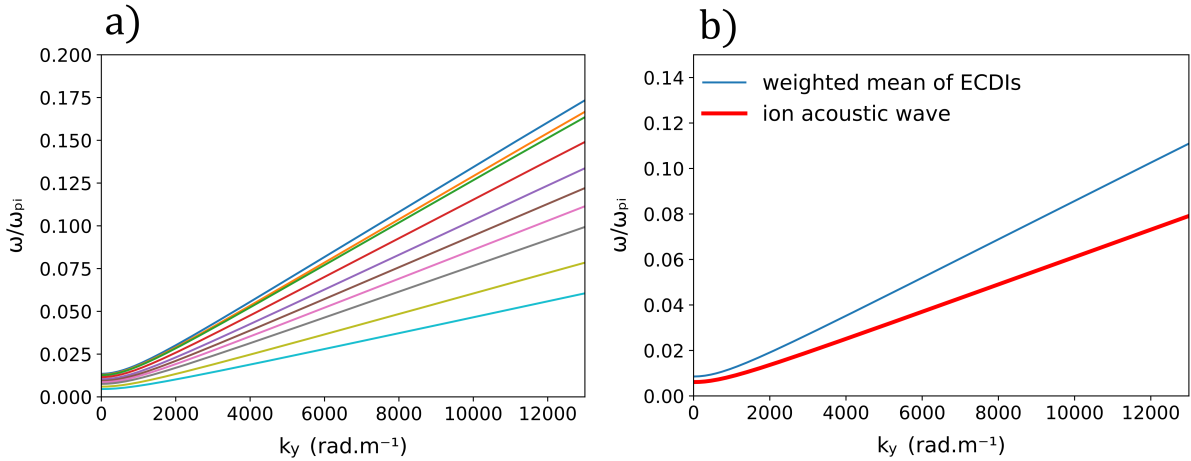 a)
0.200
0.175
0.150
0.125
0.100
0.075
0.050
0.025
0.000
ω/ωₚᵢ
0 2000 4000 6000 8000 10000 12000
kᵧ (rad.m⁻¹)
b)
weighted mean of ECDIs
ion acoustic wave
0.14
0.12
0.10
0.08
0.06
0.04
0.02
0.00
ω/ωₚᵢ
0 2000 4000 6000 8000 10000 12000
kᵧ (rad.m⁻¹)